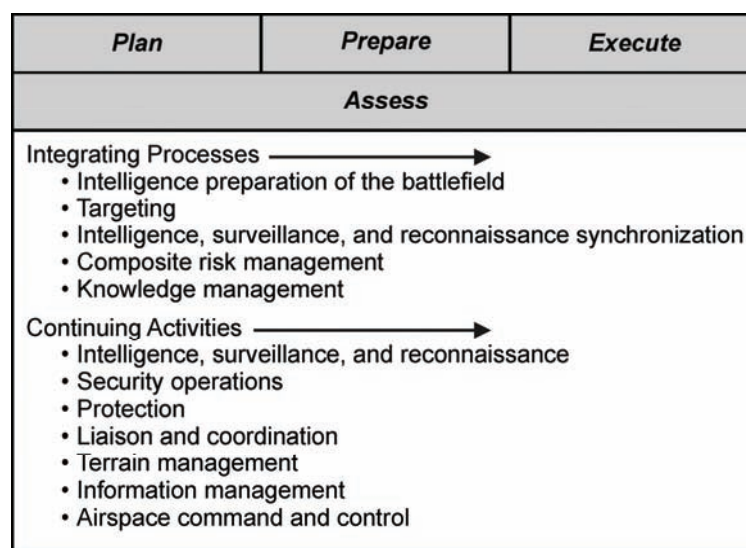 Plan Prepare Execute
Assess
Integrating Processes
• Intelligence preparation of the battlefield
• Targeting
• Intelligence, surveillance, and reconnaissance synchronization
• Composite risk management
• Knowledge management
Continuing Activities
• Intelligence, surveillance, and reconnaissance
• Security operations
• Protection
• Liaison and coordination
• Terrain management
• Information management
• Airspace command and control